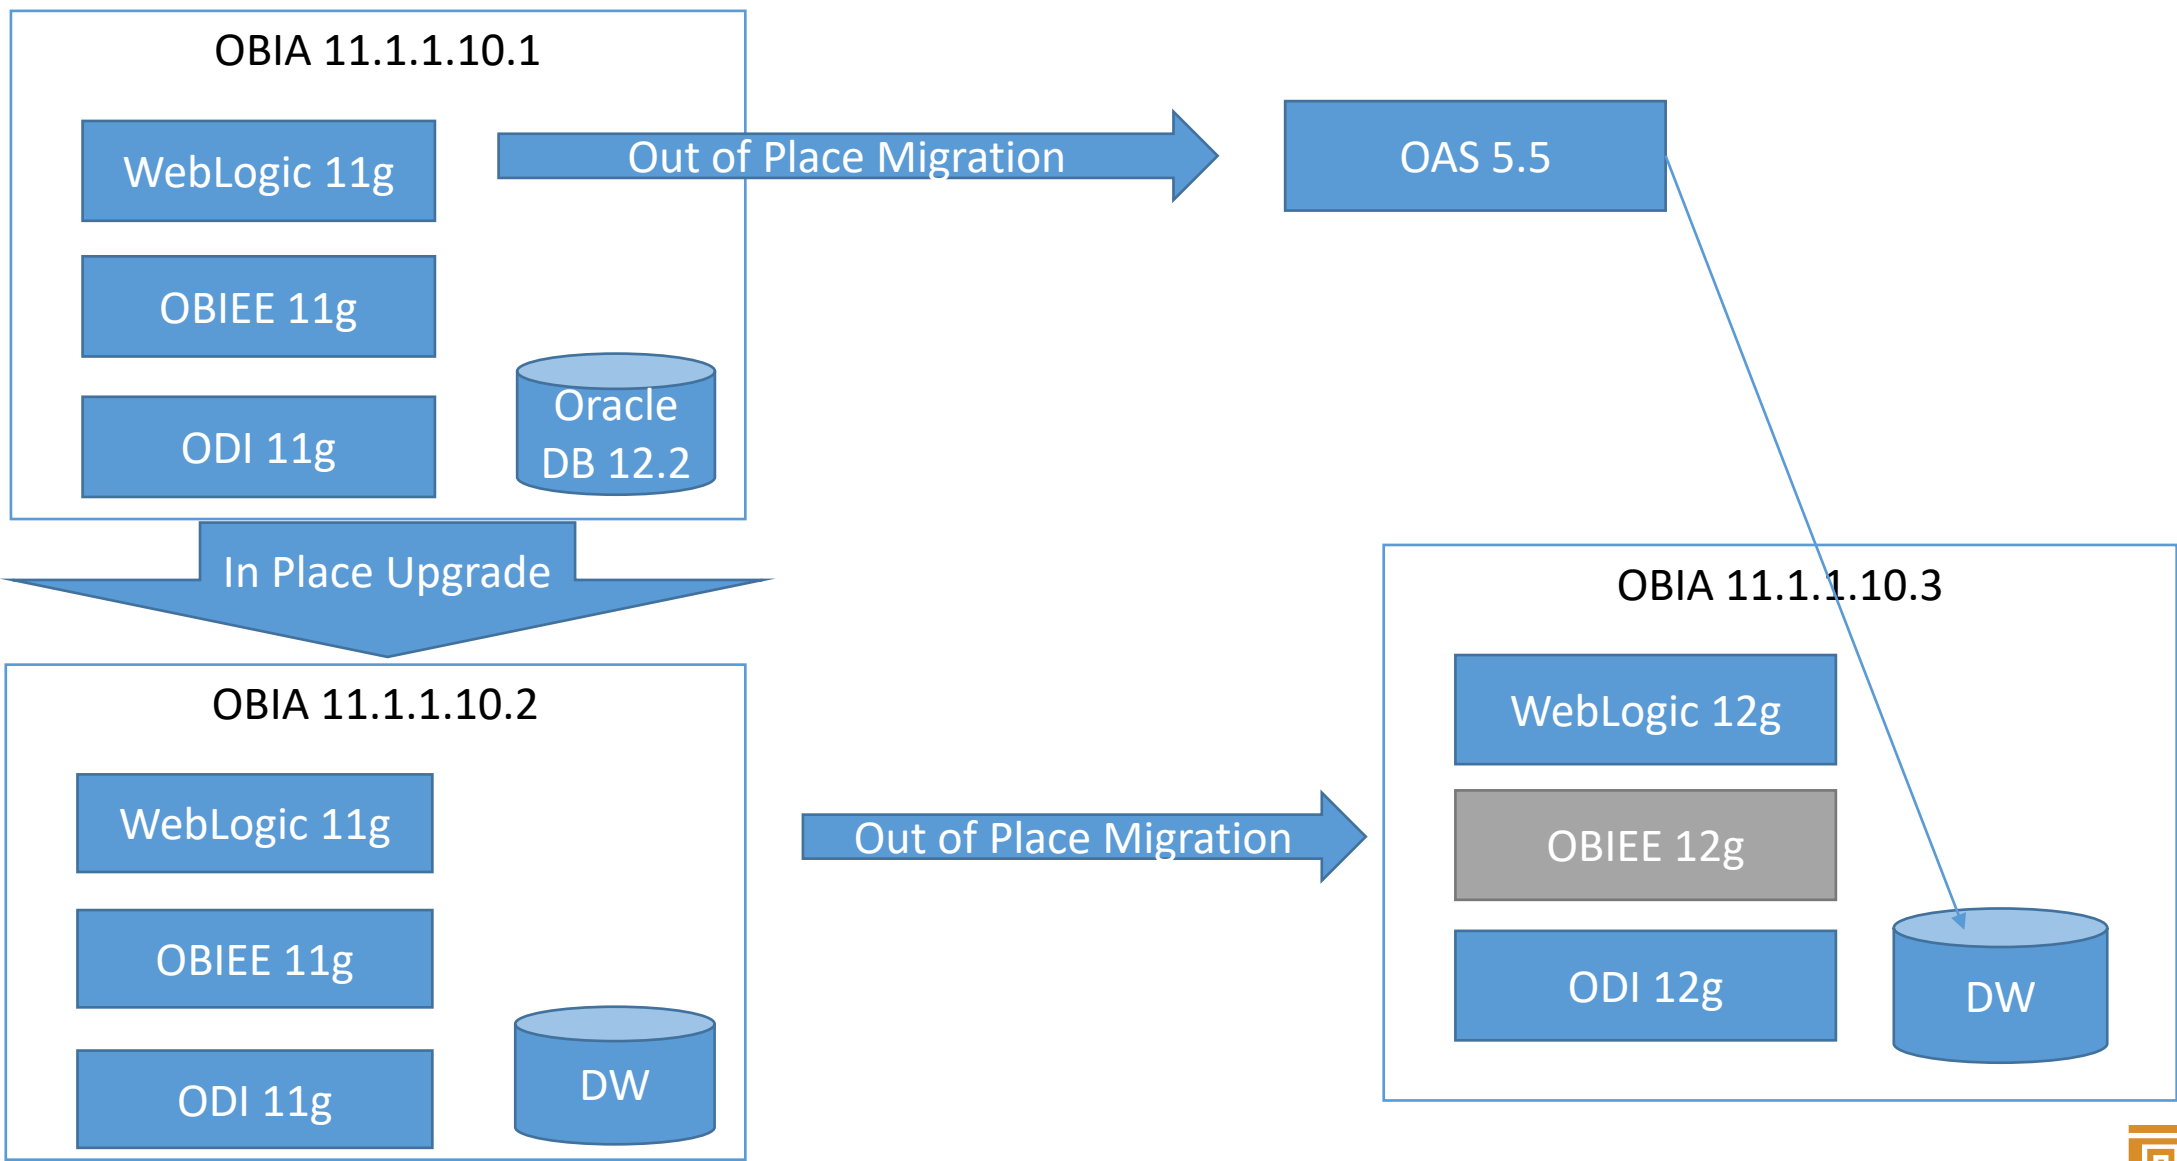 OBIA 11.1.1.10.1
WebLogic 11g
OBIEE 11g
ODI 11g
Oracle
DB 12.2
Out of Place Migration
OAS 5.5
In Place Upgrade
OBIA 11.1.1.10.2
WebLogic 11g
OBIEE 11g
ODI 11g
DW
Out of Place Migration
OBIA 11.1.1.10.3
WebLogic 12g
OBIEE 12g
ODI 12g
DW